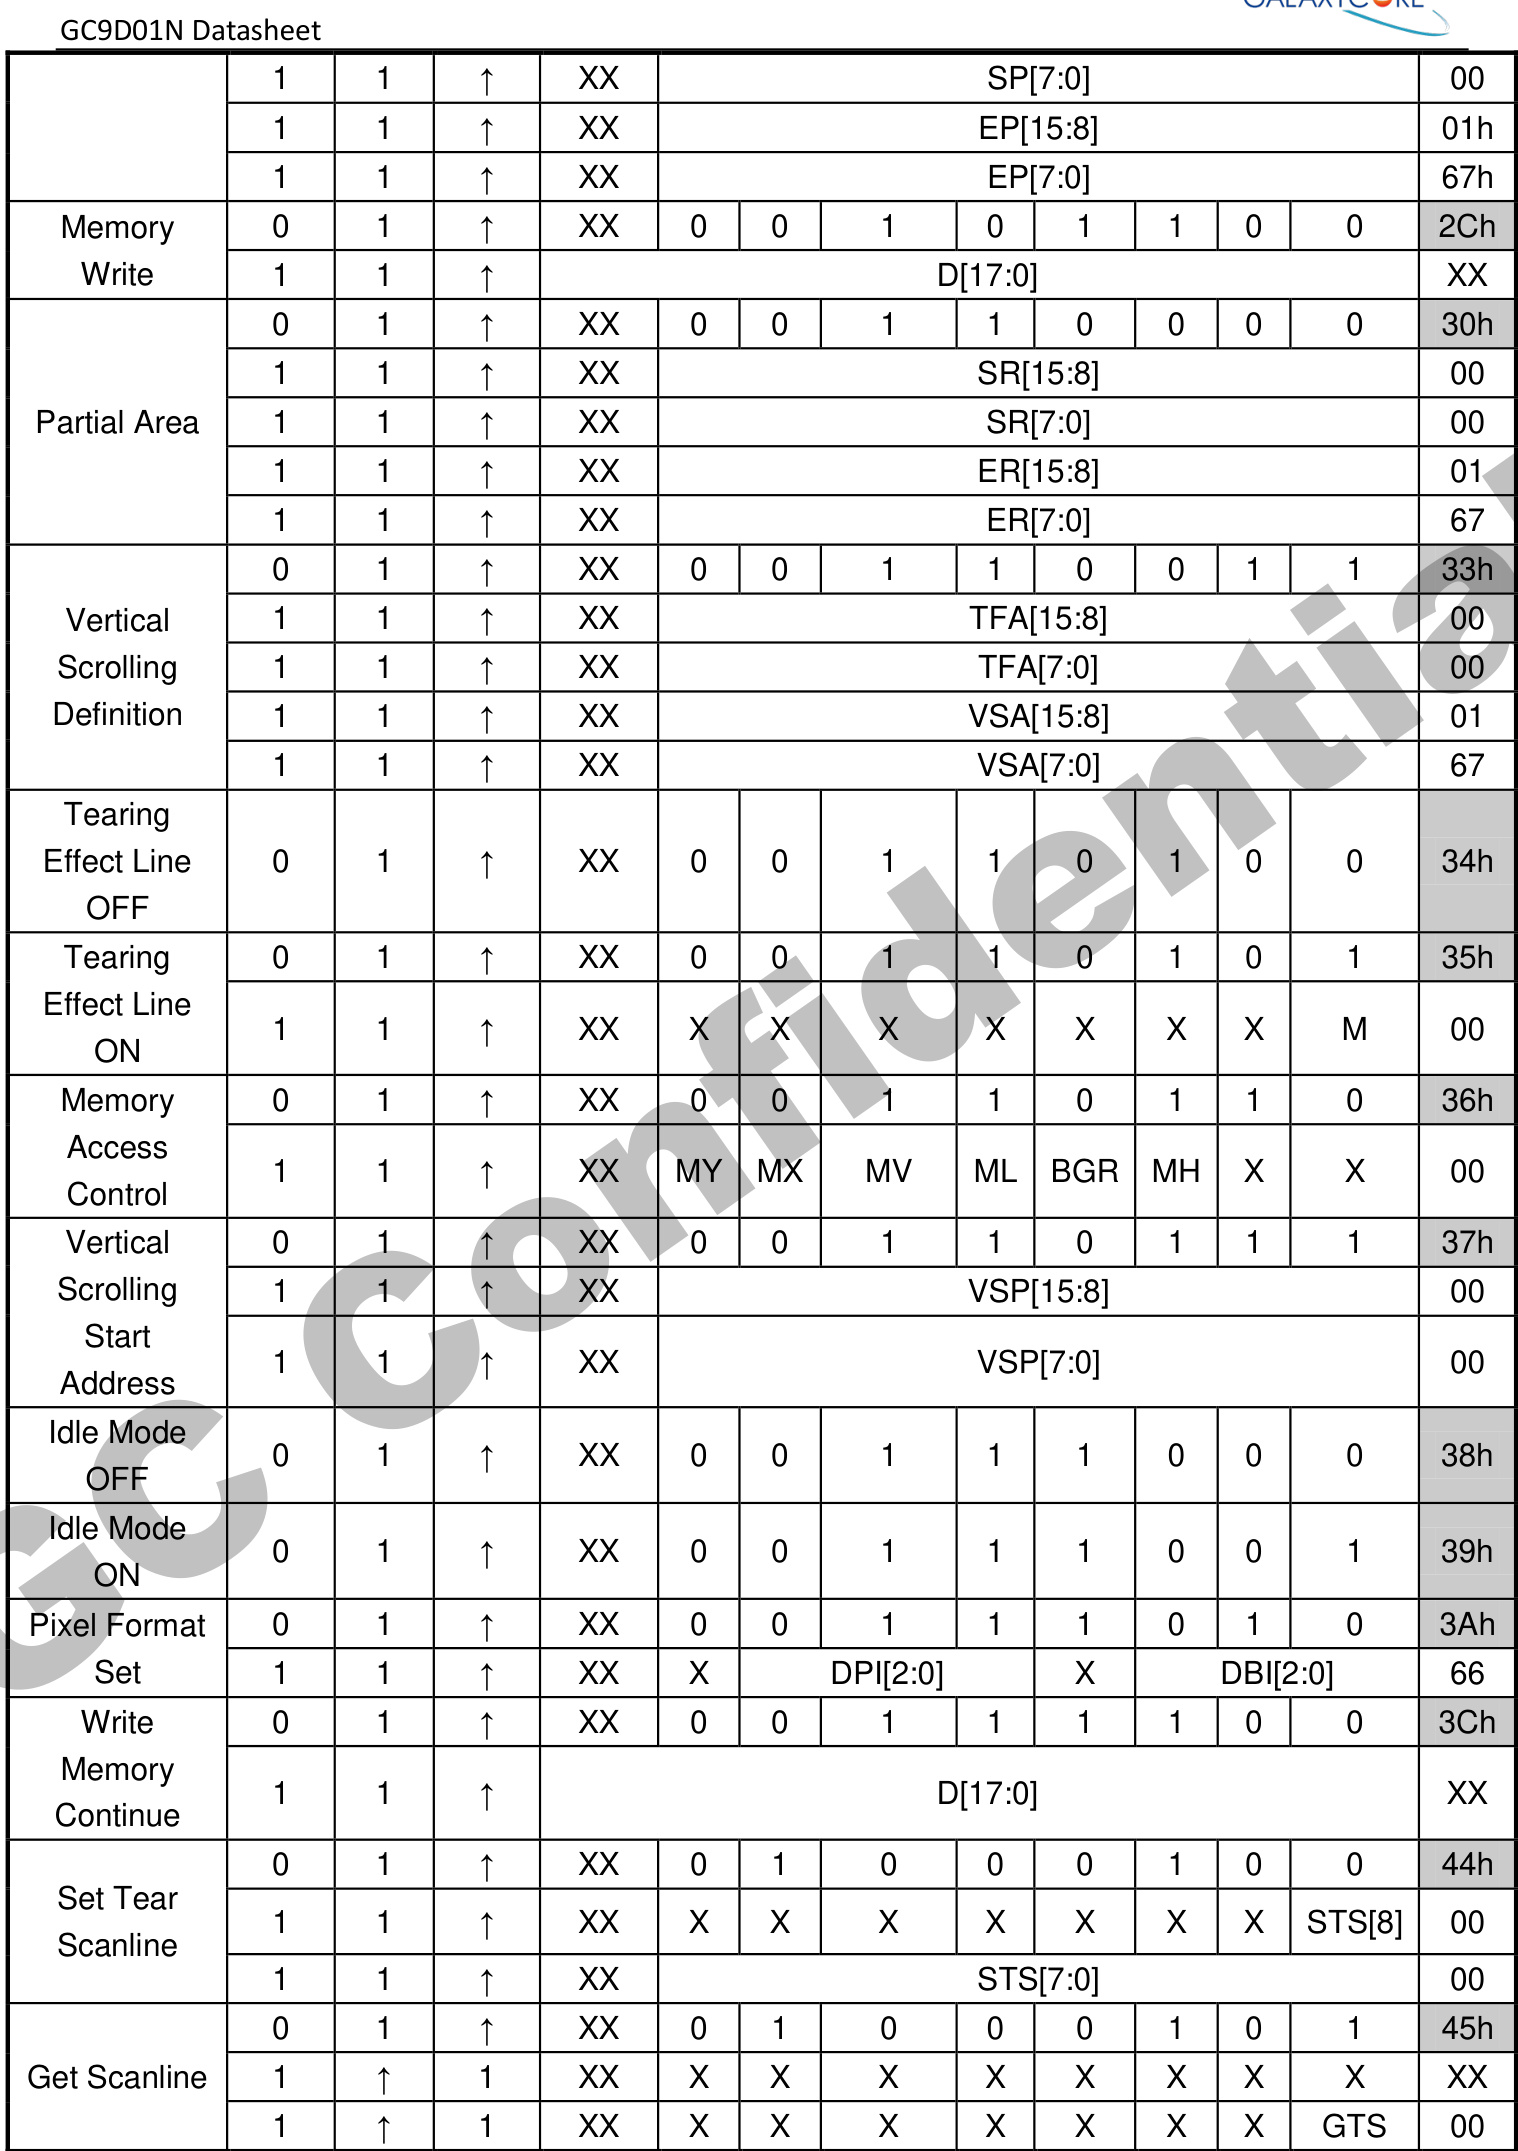 GC9D01N Datasheet
1 1 ↑ XX SP[7:0] 00
1 1 ↑ XX EP[15:8] 01h
1 1 ↑ XX EP[7:0] 67h
Memory Write
0 1 ↑ XX 0 0 1 0 1 1 0 0 2Ch
1 1 ↑ D[17:0] XX
Partial Area
0 1 ↑ XX 0 0 1 1 0 0 0 0 30h
1 1 ↑ XX SR[15:8] 00
1 1 ↑ XX SR[7:0] 00
1 1 ↑ XX ER[15:8] 01
1 1 ↑ XX ER[7:0] 67
Vertical Scrolling Definition
0 1 ↑ XX 0 0 1 1 0 0 1 1 33h
1 1 ↑ XX TFA[15:8] 00
1 1 ↑ XX TFA[7:0] 00
1 1 ↑ XX VSA[15:8] 01
1 1 ↑ XX VSA[7:0] 67
Tearing Effect Line OFF
0 1 ↑ XX 0 0 1 1 0 1 0 0 34h
Tearing Effect Line ON
0 1 ↑ XX 0 0 1 1 0 1 0 1 35h
1 1 ↑ XX X X X X X X X M 00
Memory Access Control
0 1 ↑ XX 0 0 1 1 0 1 1 0 36h
1 1 ↑ XX MY MX MV ML BGR MH X X 00
Vertical Scrolling Start Address
0 1 ↑ XX 0 0 1 1 0 1 1 1 37h
1 1 ↑ XX VSP[15:8] 00
1 1 ↑ XX VSP[7:0] 00
Idle Mode OFF
0 1 ↑ XX 0 0 1 1 1 0 0 0 38h
Idle Mode ON
0 1 ↑ XX 0 0 1 1 1 0 0 1 39h
Pixel Format Set
0 1 ↑ XX 0 0 1 1 1 0 1 0 3Ah
1 1 ↑ XX X DPI[2:0] X DBI[2:0] 66
Write Memory Continue
0 1 ↑ XX 0 0 1 1 1 1 0 0 3Ch
1 1 ↑ D[17:0] XX
Set Tear Scanline
0 1 ↑ XX 0 1 0 0 0 1 0 0 44h
1 1 ↑ XX X X X X X X X STS[8] 00
1 1 ↑ XX STS[7:0] 00
Get Scanline
0 1 ↑ XX 0 1 0 0 0 1 0 1 45h
1 ↑ 1 XX X X X X X X X X XX
1 ↑ 1 XX X X X X X X X GTS 00
GC Confidential